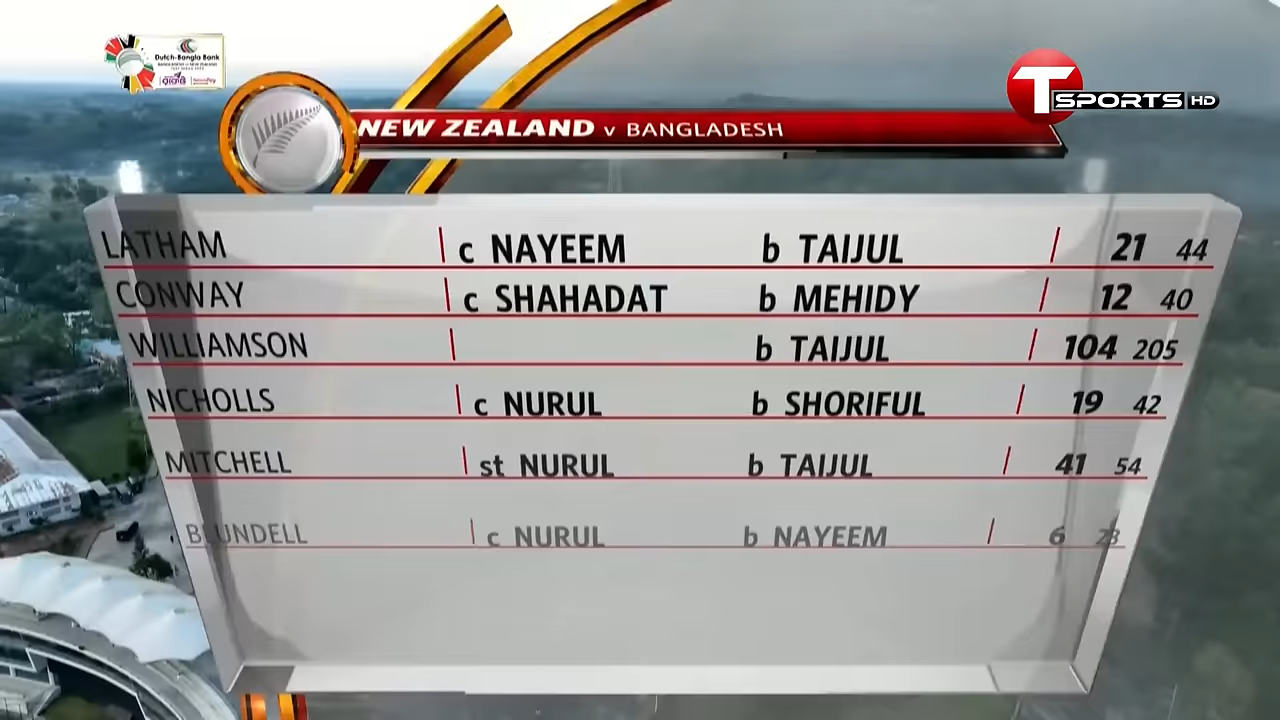 Dutch-Bangla Bank
T SPORTS HD
NEW ZEALAND v BANGLADESH
LATHAM c NAYEEM b TAIJUL 21 44
CONWAY c SHAHADAT b MEHIDY 12 40
WILLIAMSON b TAIJUL 104 205
NICHOLLS c NURUL b SHORIFUL 19 42
MITCHELL st NURUL b TAIJUL 41 54
BLUNDELL c NURUL b NAYEEM 6 23